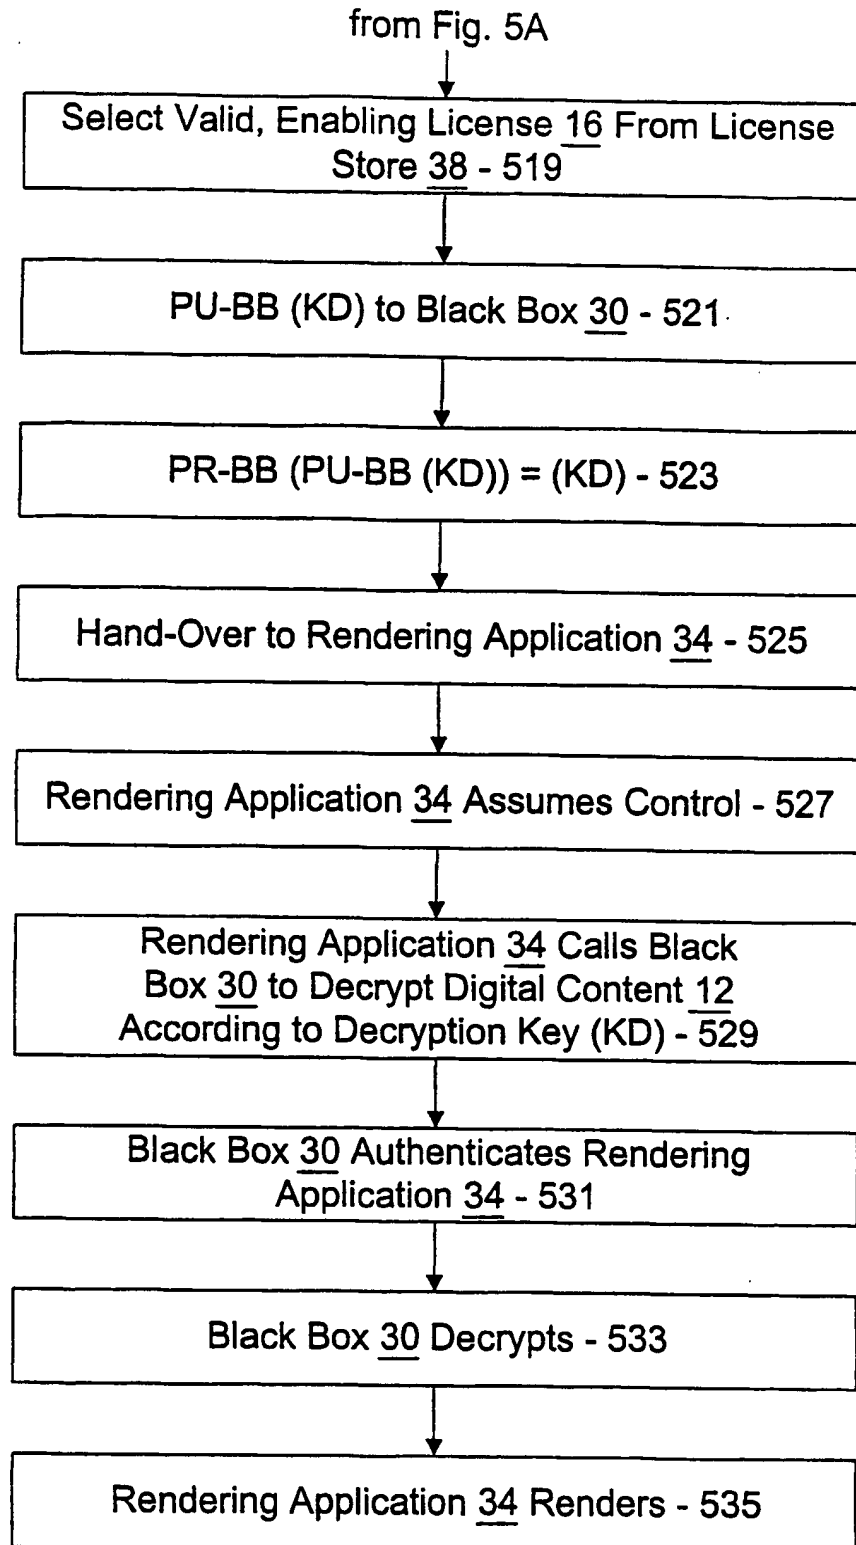 from Fig. 5A
Select Valid, Enabling License 16 From License
Store 38 - 519
PU-BB (KD) to Black Box 30 - 521
PR-BB (PU-BB (KD)) = (KD) - 523
Hand-Over to Rendering Application 34 - 525
Rendering Application 34 Assumes Control - 527
Rendering Application 34 Calls Black
Box 30 to Decrypt Digital Content 12
According to Decryption Key (KD) - 529
Black Box 30 Authenticates Rendering
Application 34 - 531
Black Box 30 Decrypts - 533
Rendering Application 34 Renders - 535